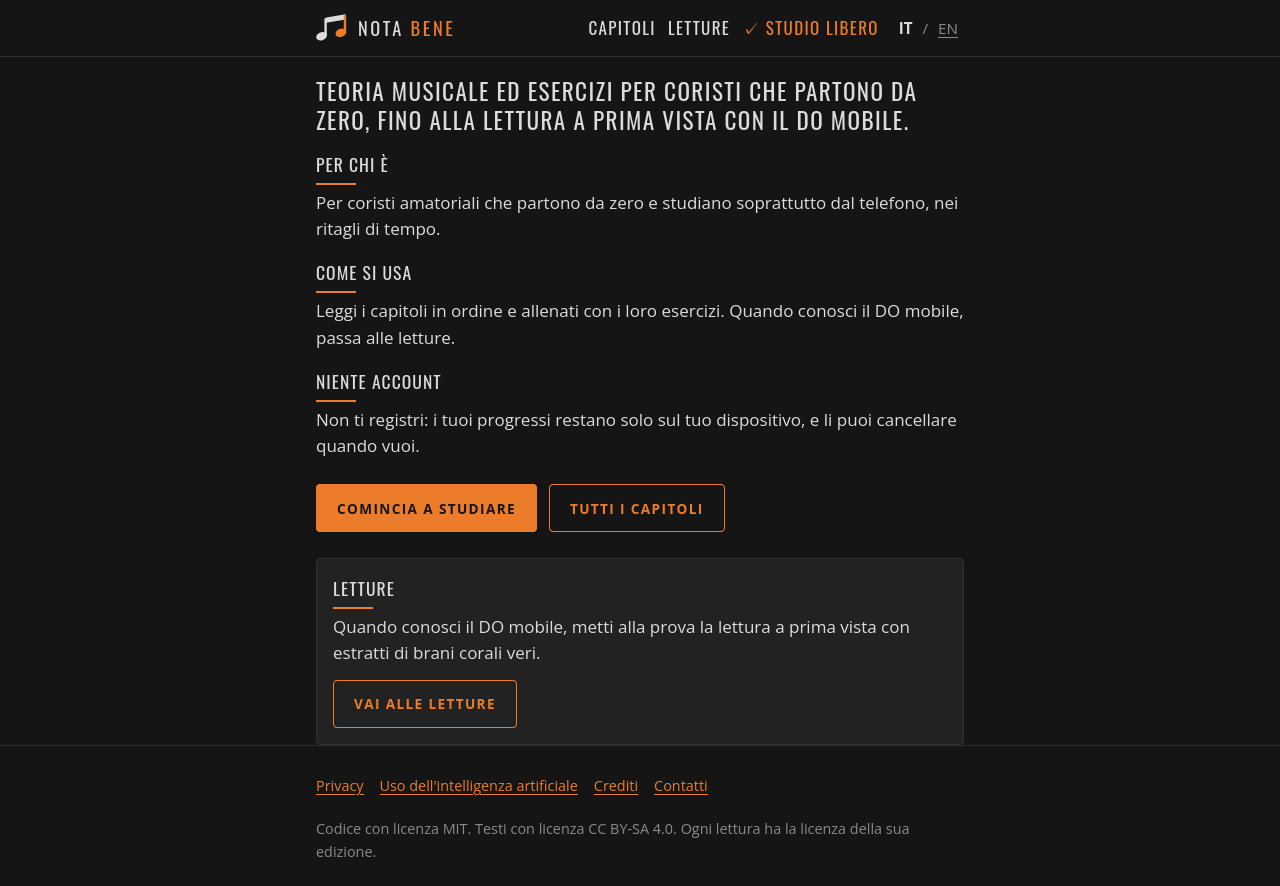 NOTA BENE
CAPITOLI LETTURE ✓ STUDIO LIBERO IT / EN
TEORIA MUSICALE ED ESERCIZI PER CORISTI CHE PARTONO DA
ZERO, FINO ALLA LETTURA A PRIMA VISTA CON IL DO MOBILE.
PER CHI È
Per coristi amatoriali che partono da zero e studiano soprattutto dal telefono, nei
ritagli di tempo.
COME SI USA
Leggi i capitoli in ordine e allenati con i loro esercizi. Quando conosci il DO mobile,
passa alle letture.
NIENTE ACCOUNT
Non ti registri: i tuoi progressi restano solo sul tuo dispositivo, e li puoi cancellare
quando vuoi.
COMINCIA A STUDIARE TUTTI I CAPITOLI
LETTURE
Quando conosci il DO mobile, metti alla prova la lettura a prima vista con
estratti di brani corali veri.
VAI ALLE LETTURE
Privacy Uso dell'intelligenza artificiale Crediti Contatti
Codice con licenza MIT. Testi con licenza CC BY-SA 4.0. Ogni lettura ha la licenza della sua
edizione.